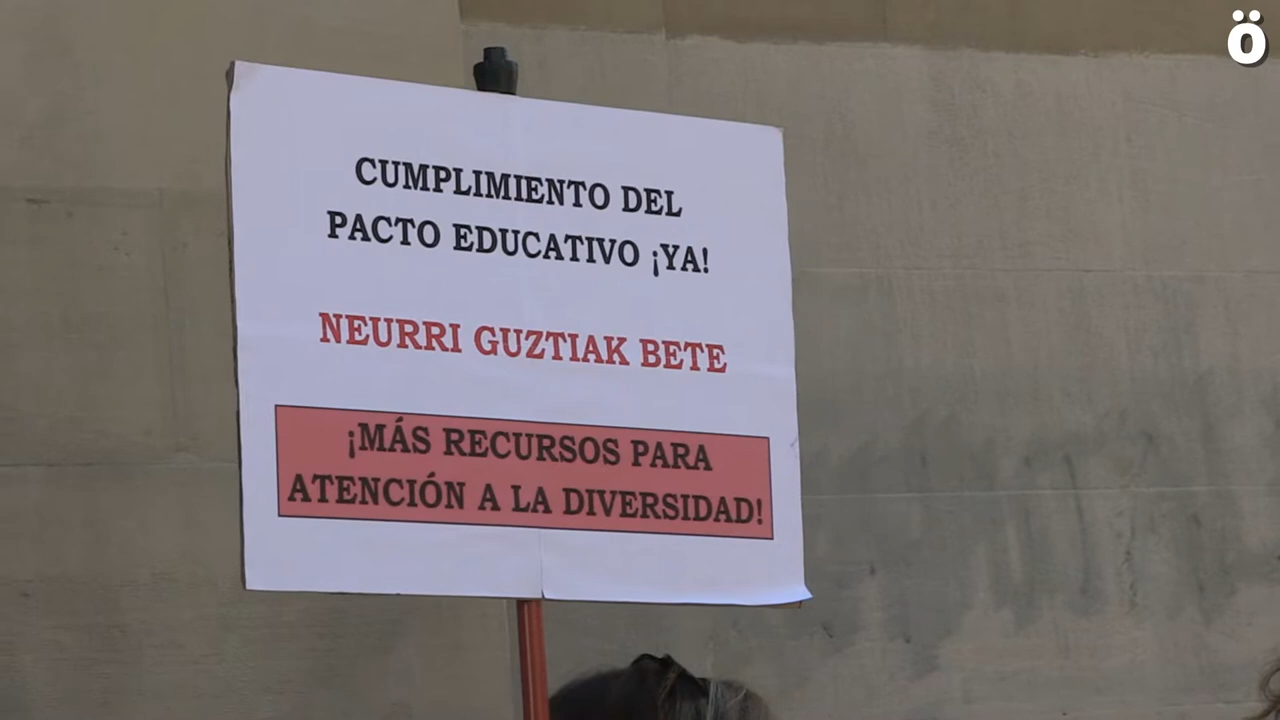 ö
CUMPLIMIENTO DEL
PACTO EDUCATIVO ¡YA!
NEURRI GUZTIAK BETE
¡MÁS RECURSOS PARA
ATENCIÓN A LA DIVERSIDAD!